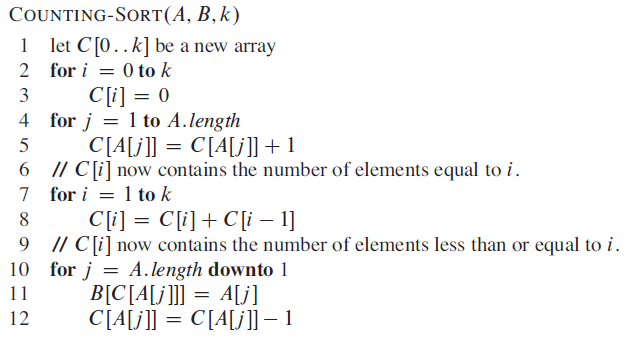 COUNTING-SORT(A, B, k)
1 let C[0..k] be a new array
2 for i = 0 to k
3 C[i] = 0
4 for j = 1 to A.length
5 C[A[j]] = C[A[j]] + 1
6 // C[i] now contains the number of elements equal to i.
7 for i = 1 to k
8 C[i] = C[i] + C[i − 1]
9 // C[i] now contains the number of elements less than or equal to i.
10 for j = A.length downto 1
11 B[C[A[j]]] = A[j]
12 C[A[j]] = C[A[j]] − 1